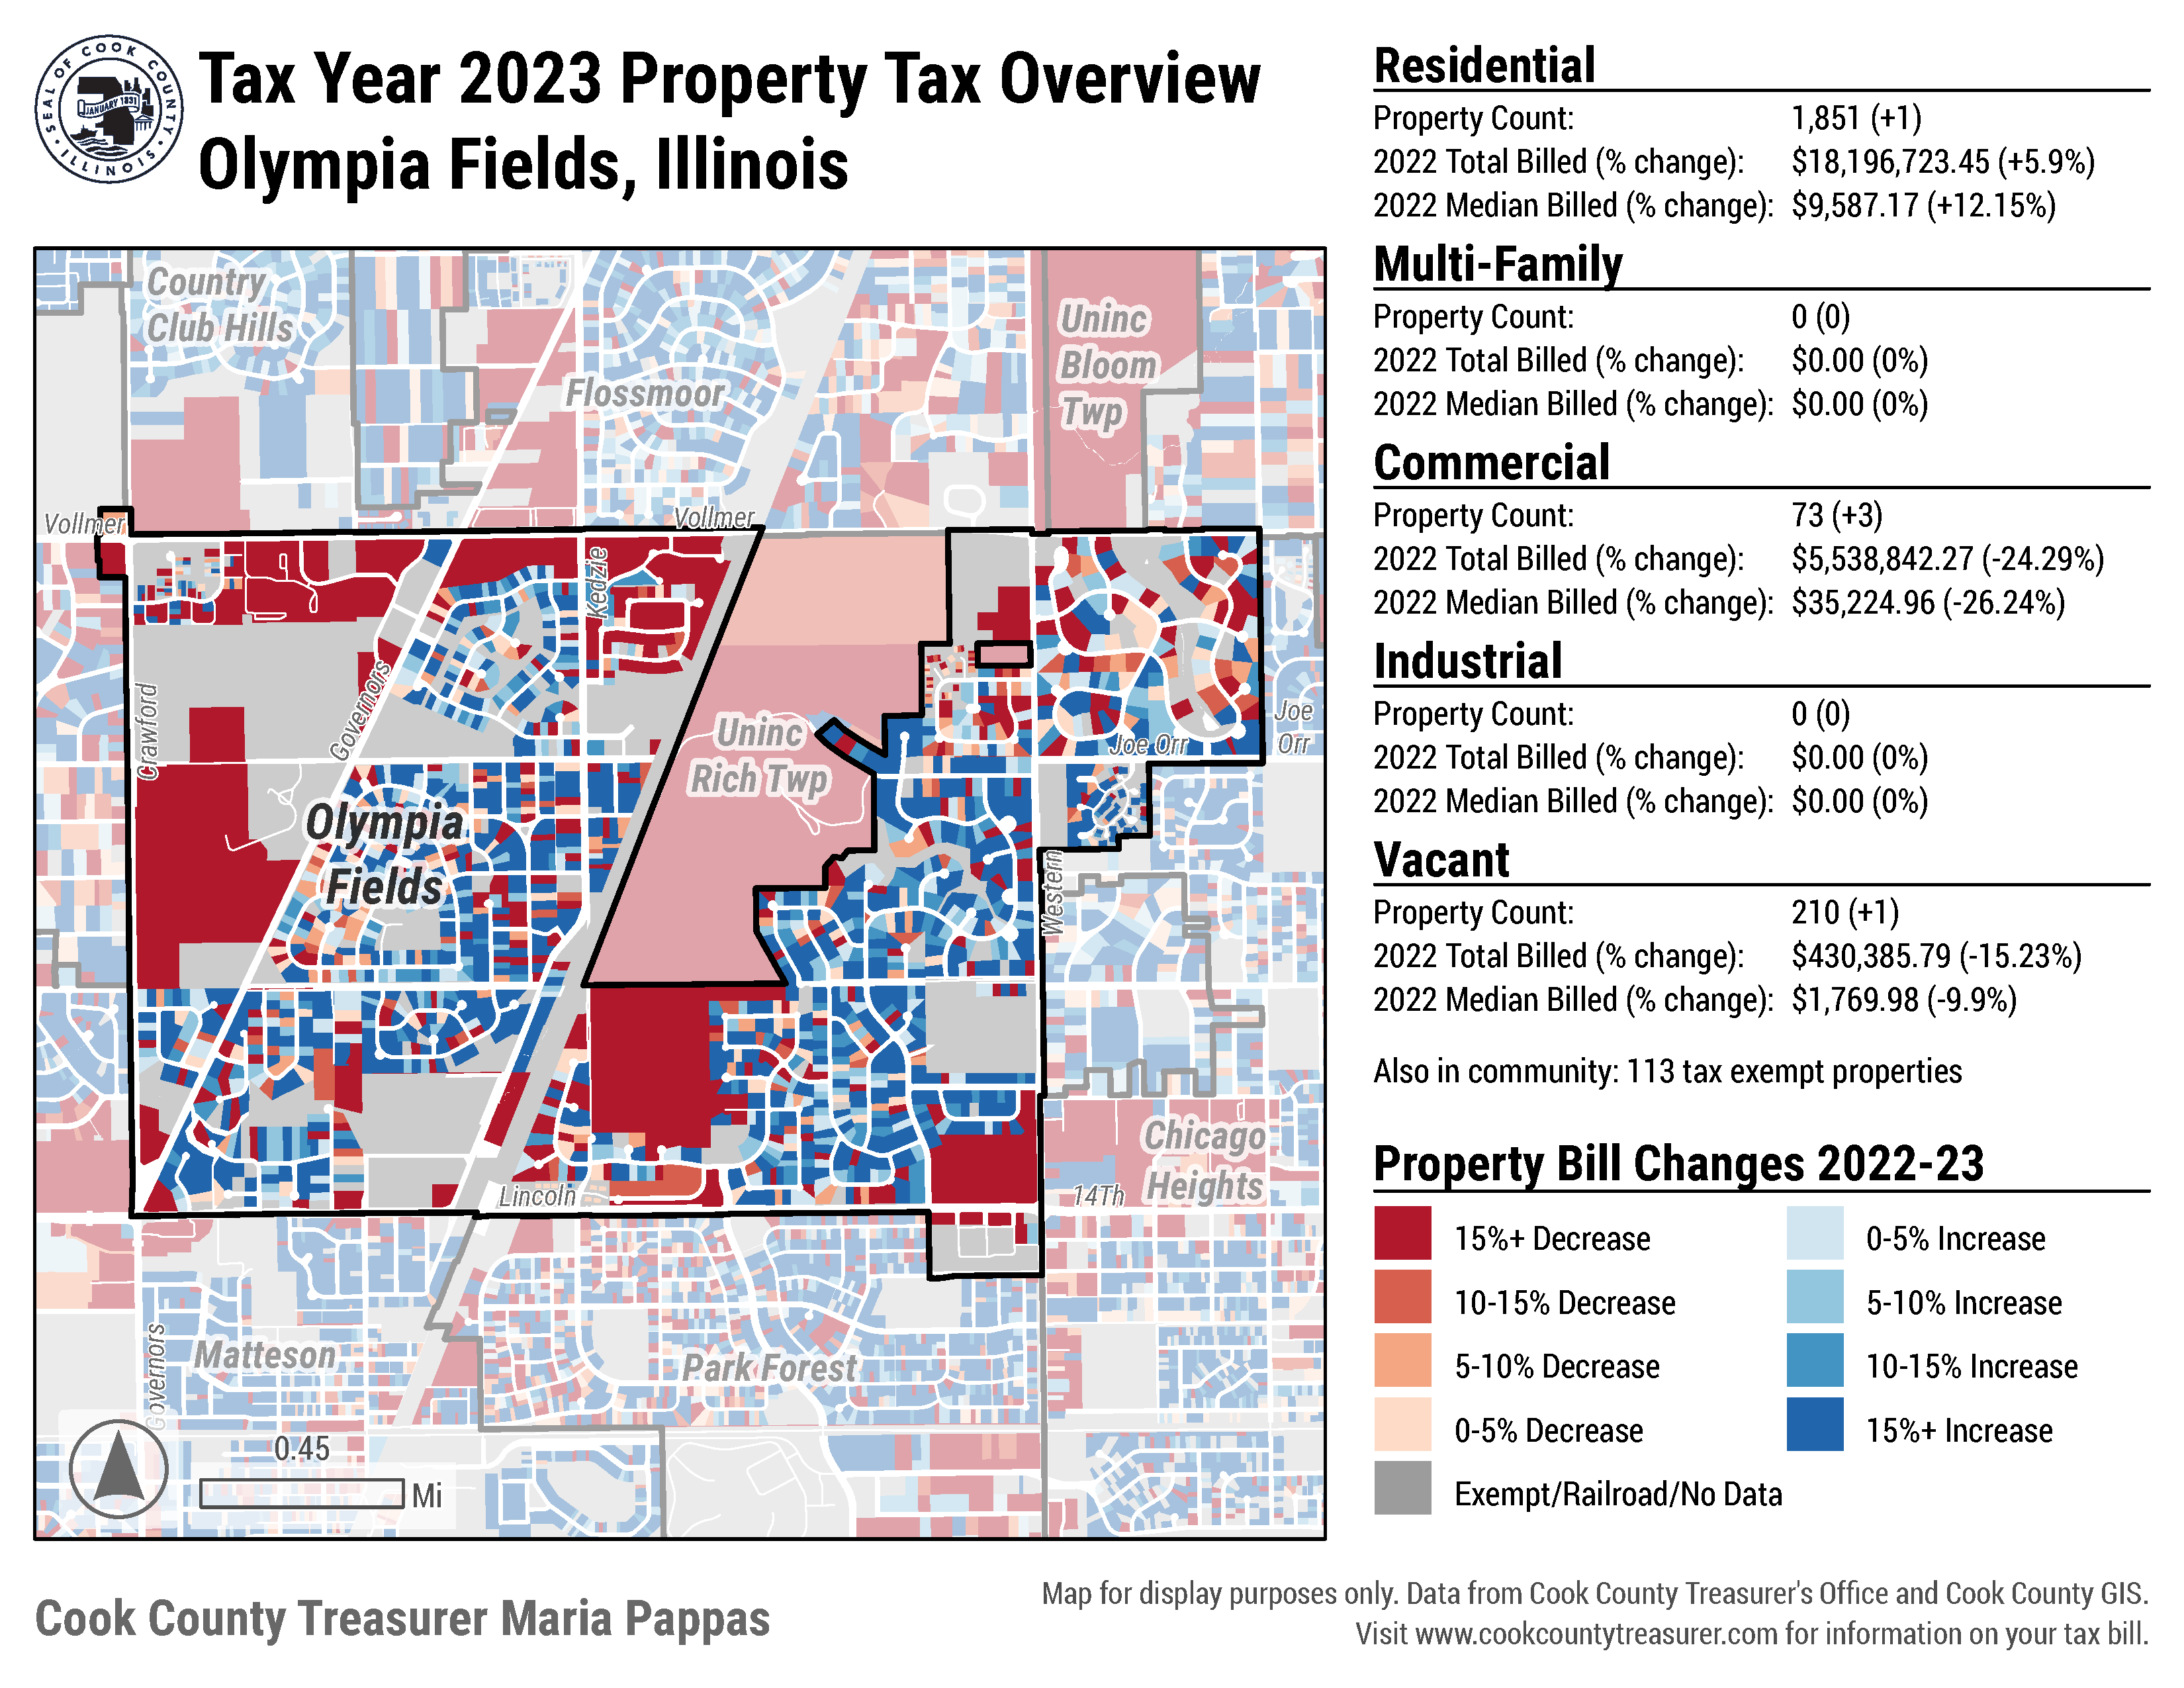 SEAL OF COOK COUNTY
ILLINOIS
JANUARY 1831
Tax Year 2023 Property Tax Overview
Olympia Fields, Illinois
Country
Club Hills
Flossmoor
Uninc
Bloom
Twp
Vollmer
Vollmer
Kedzie
Governors
Crawford
Uninc
Rich Twp
Joe Orr
Joe
Orr
Olympia
Fields
Western
Chicago
Heights
Lincoln
14Th
Governors
Matteson
Park Forest
0.45
Mi
Residential
Property Count: 1,851 (+1)
2022 Total Billed (% change): $18,196,723.45 (+5.9%)
2022 Median Billed (% change): $9,587.17 (+12.15%)
Multi-Family
Property Count: 0 (0)
2022 Total Billed (% change): $0.00 (0%)
2022 Median Billed (% change): $0.00 (0%)
Commercial
Property Count: 73 (+3)
2022 Total Billed (% change): $5,538,842.27 (-24.29%)
2022 Median Billed (% change): $35,224.96 (-26.24%)
Industrial
Property Count: 0 (0)
2022 Total Billed (% change): $0.00 (0%)
2022 Median Billed (% change): $0.00 (0%)
Vacant
Property Count: 210 (+1)
2022 Total Billed (% change): $430,385.79 (-15.23%)
2022 Median Billed (% change): $1,769.98 (-9.9%)
Also in community: 113 tax exempt properties
Property Bill Changes 2022-23
15%+ Decrease
10-15% Decrease
5-10% Decrease
0-5% Decrease
Exempt/Railroad/No Data
0-5% Increase
5-10% Increase
10-15% Increase
15%+ Increase
Cook County Treasurer Maria Pappas
Map for display purposes only. Data from Cook County Treasurer's Office and Cook County GIS.
Visit www.cookcountytreasurer.com for information on your tax bill.